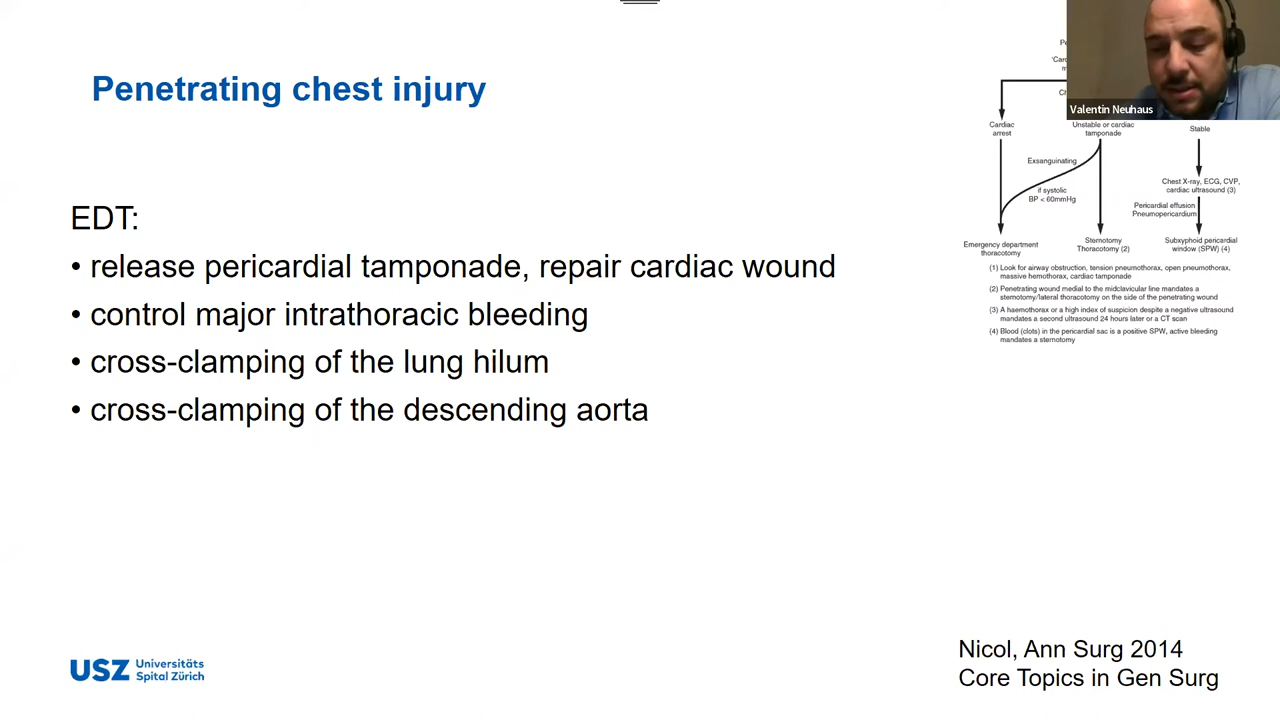 Penetrating chest injury
EDT:
• release pericardial tamponade, repair cardiac wound
• control major intrathoracic bleeding
• cross-clamping of the lung hilum
• cross-clamping of the descending aorta
Valentin Neuhaus
Cardiac
arrest
Unstable or cardiac
tamponade
Stable
Exsanguinating
if systolic
BP < 60mmHg
Chest X-ray, ECG, CVP,
cardiac ultrasound (3)
Pericardial effusion
Pneumopericardium
Emergency department
thoracotomy
Sternotomy
Thoracotomy (2)
Subxyphoid pericardial
window (SPW) (4)
(1) Look for airway obstruction, tension pneumothorax, open pneumothorax,
massive hemothorax, cardiac tamponade
(2) Penetrating wound medial to the midclavicular line mandates a
sternotomy/lateral thoracotomy on the side of the penetrating wound
(3) A haemothorax or a high index of suspicion despite a negative ultrasound
mandates a second ultrasound 24 hours later or a CT scan
(4) Blood (clots) in the pericardial sac is a positive SPW, active bleeding
mandates a sternotomy
Nicol, Ann Surg 2014
Core Topics in Gen Surg
USZ Universitäts
Spital Zürich